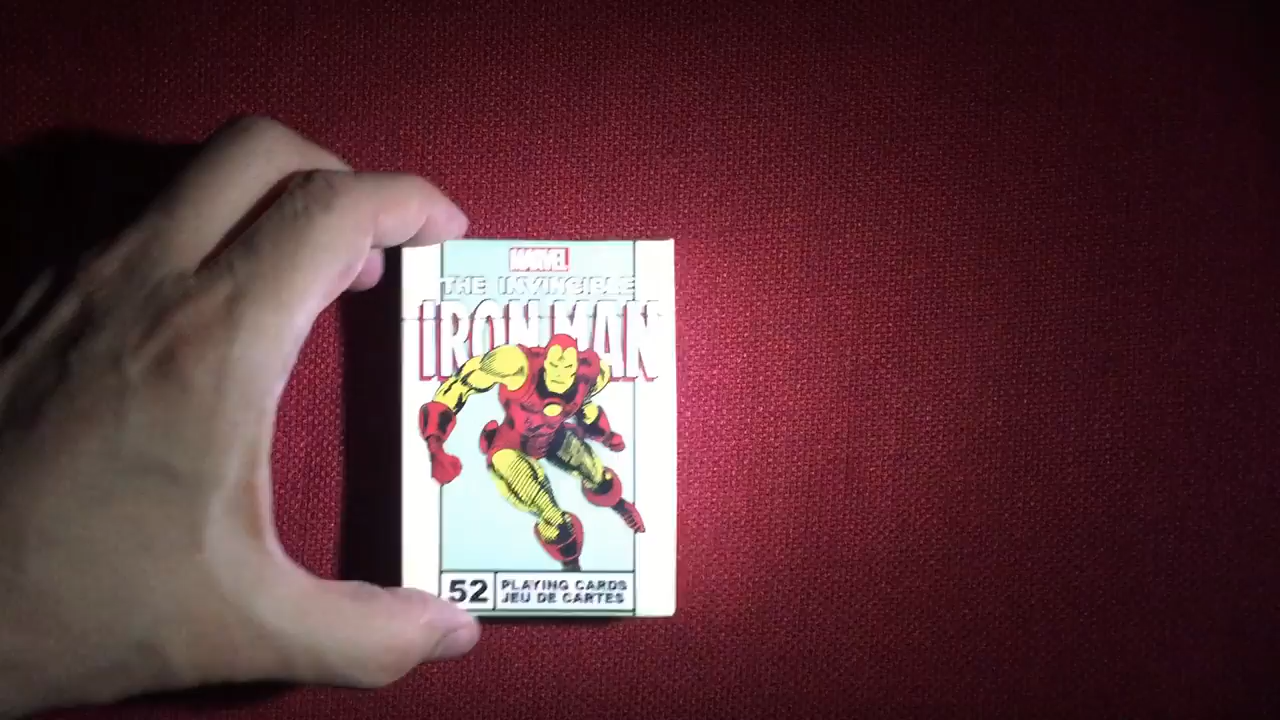 MARVEL
THE INVINCIBLE
IRON MAN
52
PLAYING CARDS
JEU DE CARTES